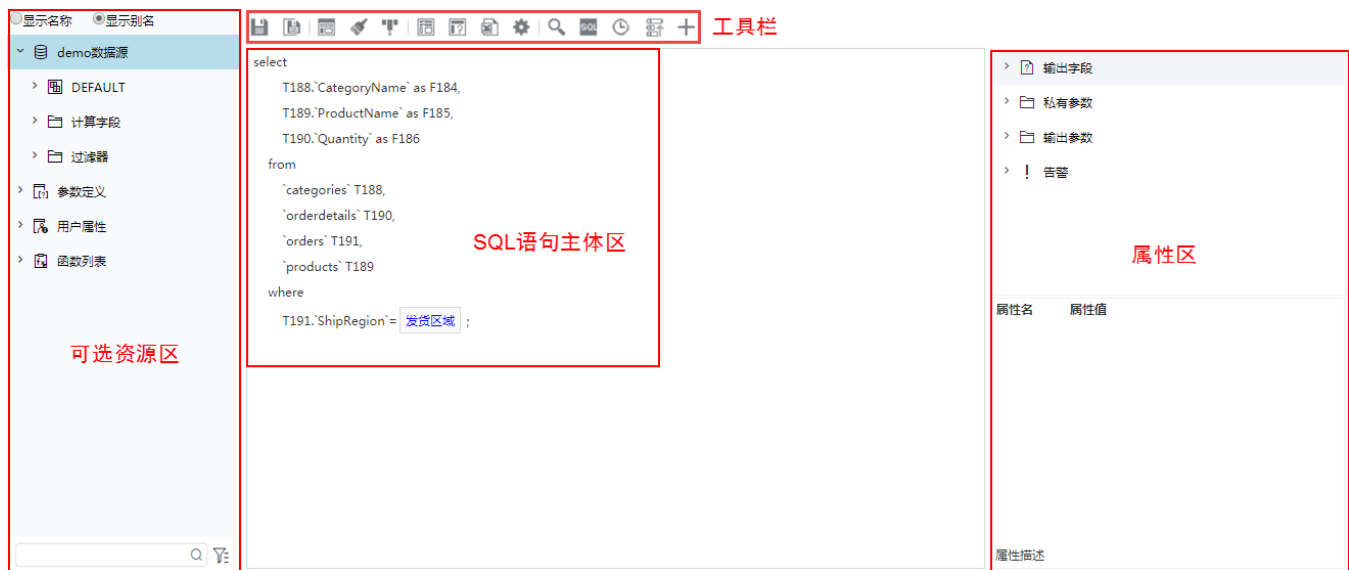 显示名称 显示别名
demo数据源
DEFAULT
计算字段
过滤器
参数定义
用户属性
函数列表
可选资源区
SQL
工具栏
select
T188.`CategoryName` as F184,
T189.`ProductName` as F185,
T190.`Quantity` as F186
from
`categories` T188,
`orderdetails` T190,
`orders` T191,
`products` T189
where
T191.`ShipRegion`= 发货区域 ;
SQL语句主体区
输出字段
私有参数
输出参数
告警
属性区
属性名 属性值
属性描述